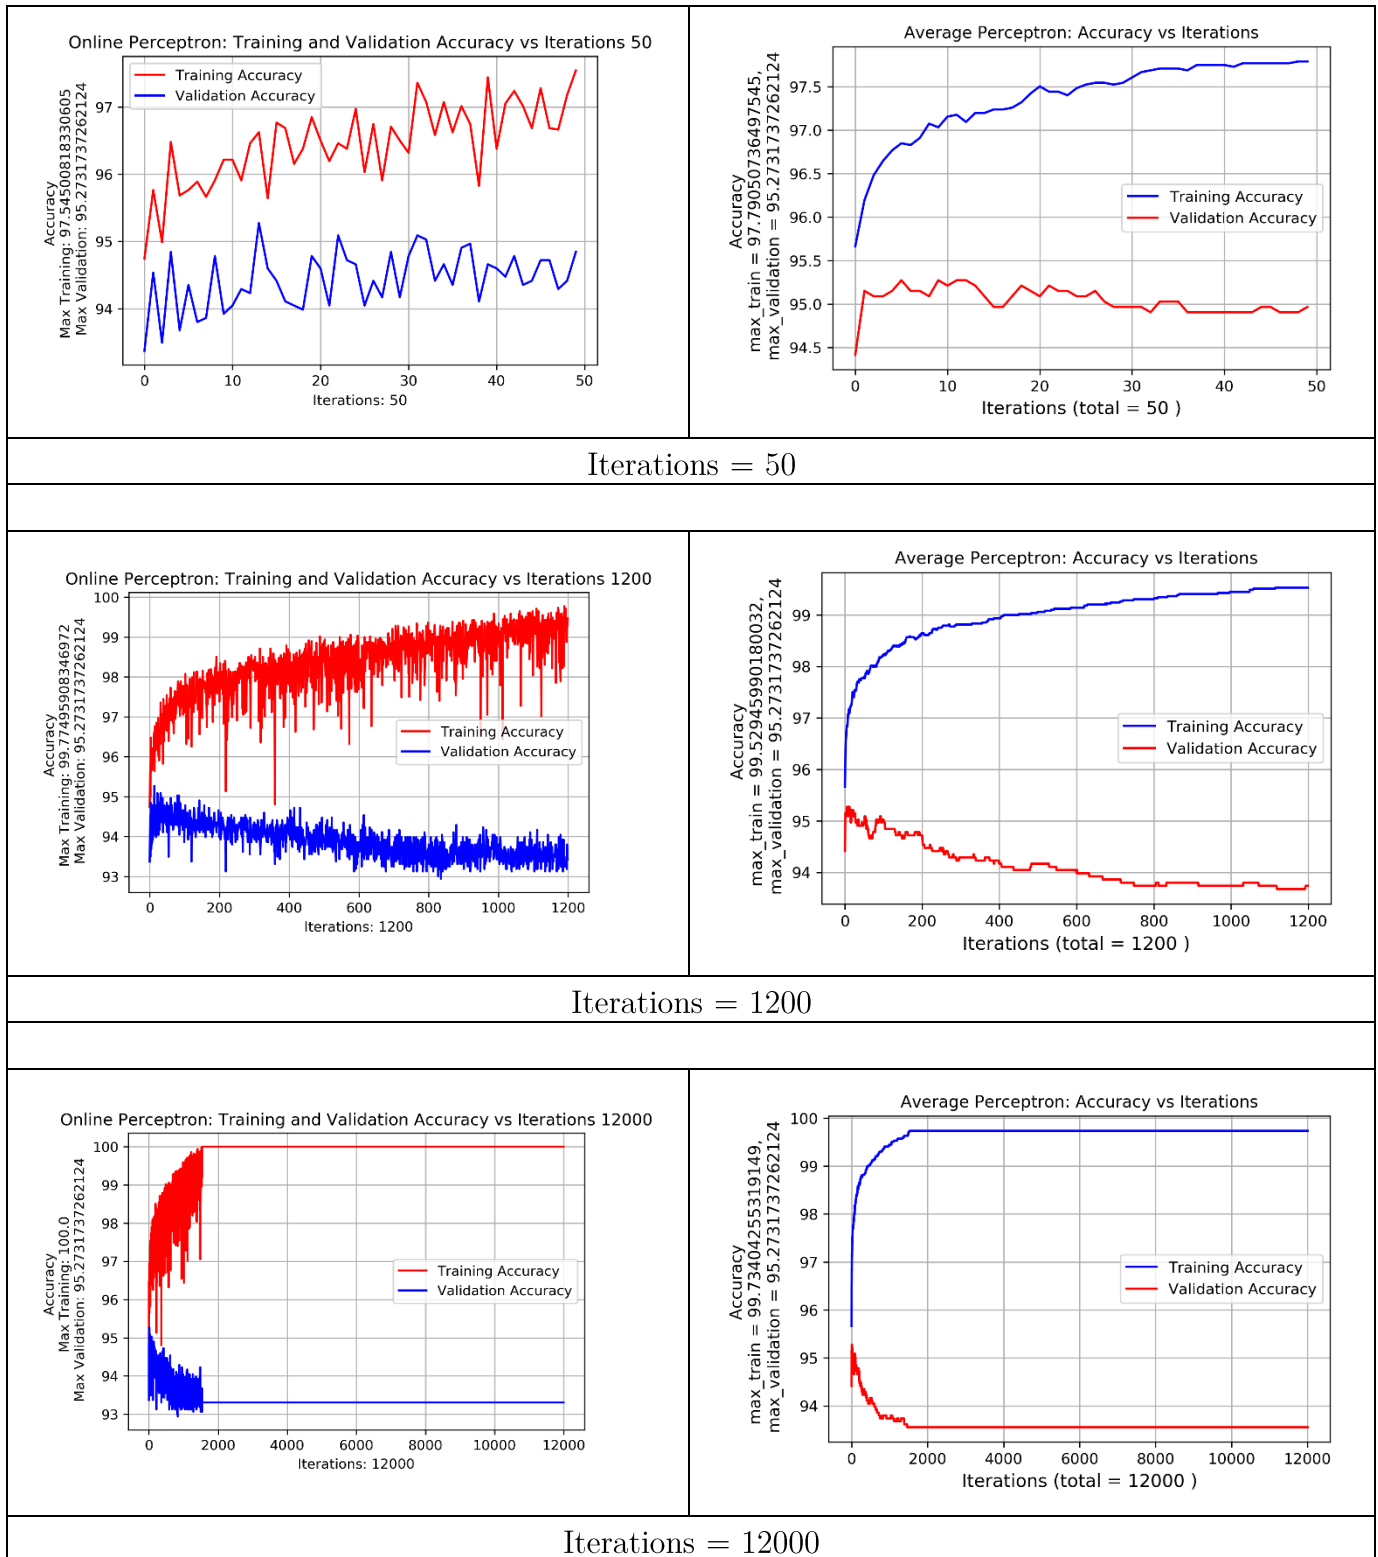 Online Perceptron: Training and Validation Accuracy vs Iterations 50
Accuracy
Max Training: 97.54500818330605
Max Validation: 95.27317372621​24
97
96
95
94
Training Accuracy
Validation Accuracy
0 10 20 30 40 50
Iterations: 50
Average Perceptron: Accuracy vs Iterations
Accuracy
max_train = 97.79050736497545,
max_validation = 95.2731737262124
97.5
97.0
96.5
96.0
95.5
95.0
94.5
Training Accuracy
Validation Accuracy
0 10 20 30 40 50
Iterations (total = 50 )
Iterations = 50
Online Perceptron: Training and Validation Accuracy vs Iterations 1200
Accuracy
Max Training: 99.77495908346972
Max Validation: 95.2731737262124
100
99
98
97
96
95
94
93
Training Accuracy
Validation Accuracy
0 200 400 600 800 1000 1200
Iterations: 1200
Average Perceptron: Accuracy vs Iterations
Accuracy
max_train = 99.52945990180032,
max_validation = 95.2731737262124
99
98
97
96
95
94
Training Accuracy
Validation Accuracy
0 200 400 600 800 1000 1200
Iterations (total = 1200 )
Iterations = 1200
Online Perceptron: Training and Validation Accuracy vs Iterations 12000
Accuracy
Max Training: 100.0
Max Validation: 95.2731737262124
100
99
98
97
96
95
94
93
Training Accuracy
Validation Accuracy
0 2000 4000 6000 8000 10000 12000
Iterations: 12000
Average Perceptron: Accuracy vs Iterations
Accuracy
max_train = 99.73404255319149,
max_validation = 95.2731737262124
100
99
98
97
96
95
94
Training Accuracy
Validation Accuracy
0 2000 4000 6000 8000 10000 12000
Iterations (total = 12000 )
Iterations = 12000